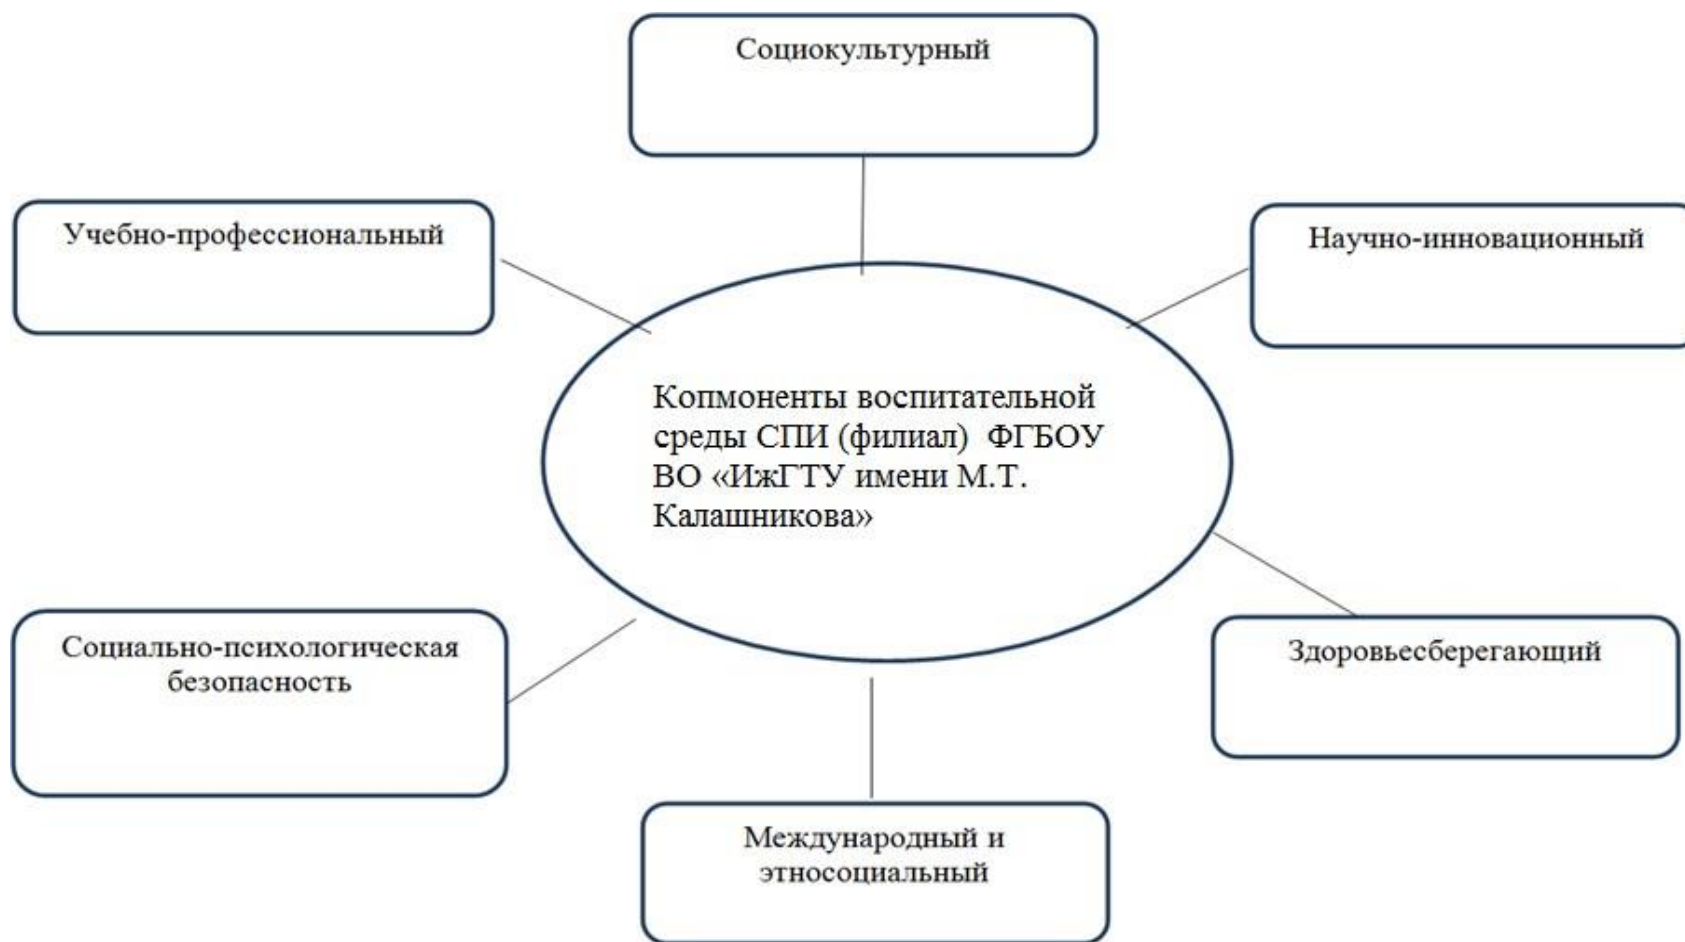 Социокультурный
Учебно-профессиональный
Научно-инновационный
Копмоненты воспитательной
среды СПИ (филиал) ФГБОУ
ВО «ИжГТУ имени М.Т.
Калашникова»
Социально-психологическая
безопасность
Здоровьесберегающий
Международный и
этносоциальный